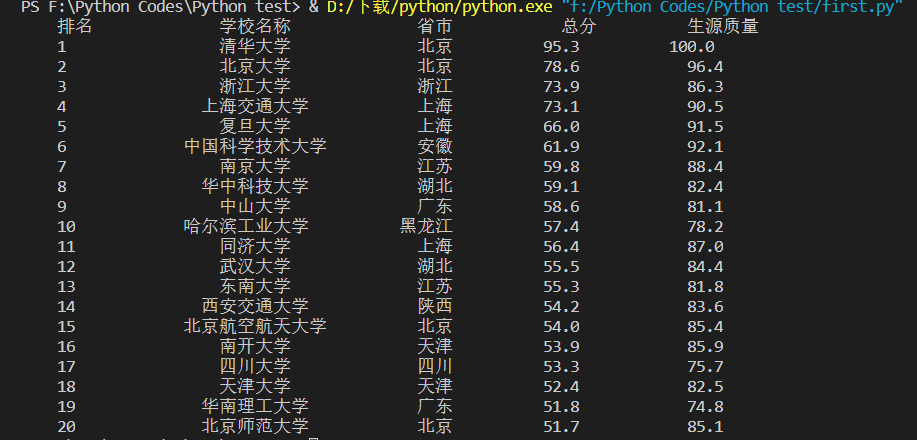 PS F:\Python Codes\Python test> & D:/下载/python/python.exe "f:/Python Codes/Python test/first.py"
排名 学校名称 省市 总分 生源质量
1 清华大学 北京 95.3 100.0
2 北京大学 北京 78.6 96.4
3 浙江大学 浙江 73.9 86.3
4 上海交通大学 上海 73.1 90.5
5 复旦大学 上海 66.0 91.5
6 中国科学技术大学 安徽 61.9 92.1
7 南京大学 江苏 59.8 88.4
8 华中科技大学 湖北 59.1 82.4
9 中山大学 广东 58.6 81.1
10 哈尔滨工业大学 黑龙江 57.4 78.2
11 同济大学 上海 56.4 87.0
12 武汉大学 湖北 55.5 84.4
13 东南大学 江苏 55.3 81.8
14 西安交通大学 陕西 54.2 83.6
15 北京航空航天大学 北京 54.0 85.4
16 南开大学 天津 53.9 85.9
17 四川大学 四川 53.3 75.7
18 天津大学 天津 52.4 82.5
19 华南理工大学 广东 51.8 74.8
20 北京师范大学 北京 51.7 85.1